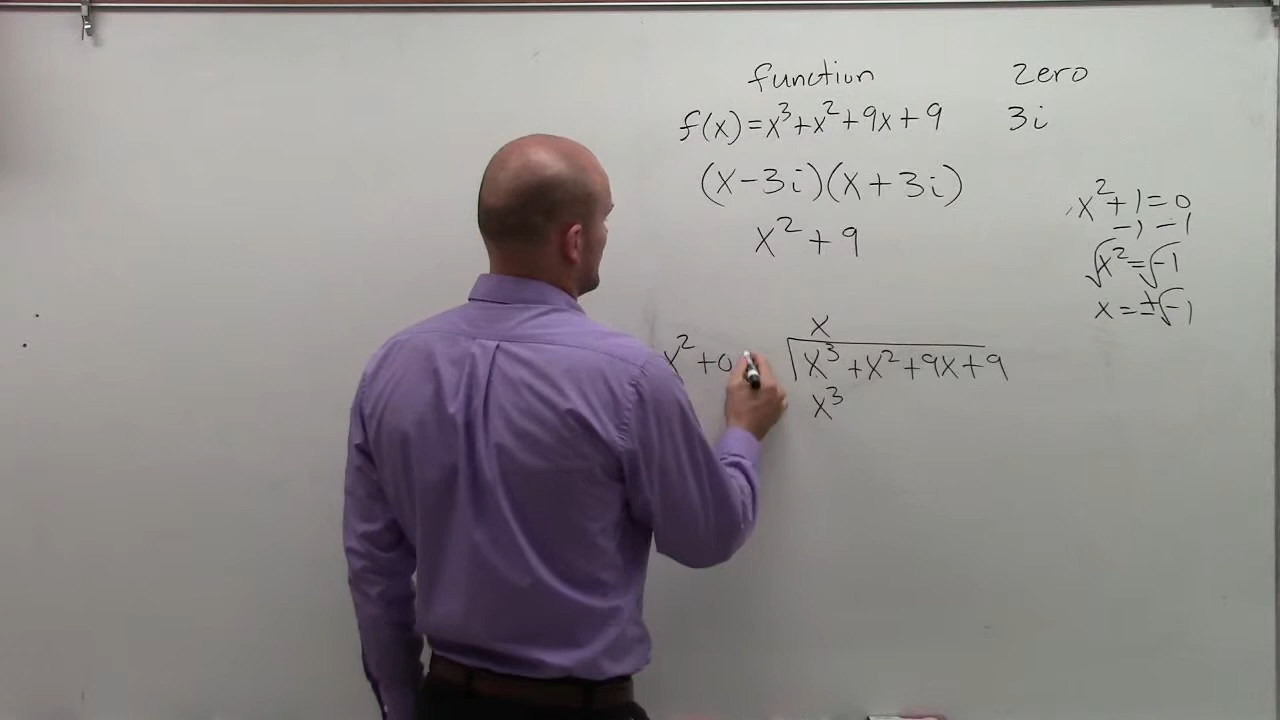 function zero
f(x)=x³+x²+9x+9 3i
(x-3i)(x+3i)
x²+9
x²+1=0
-1 -1
√x²=√-1
x=±√-1
x
x²+0 x³+x²+9x+9
x³